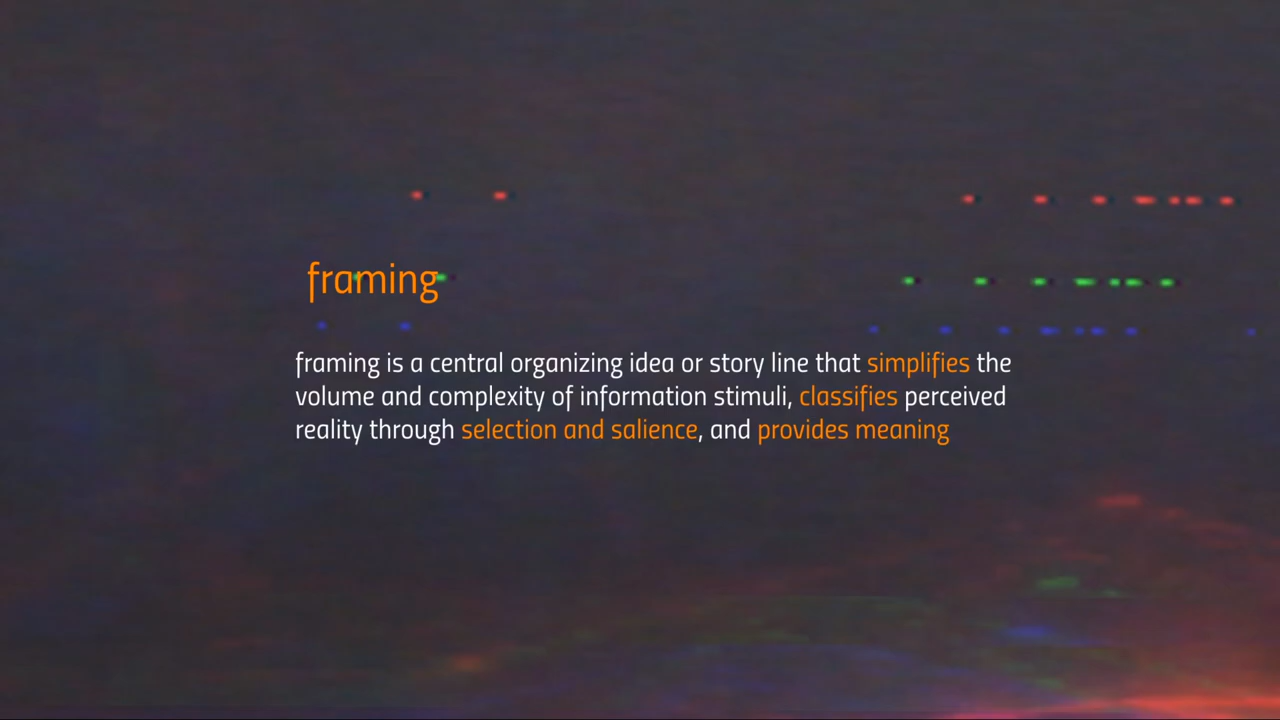 framing
framing is a central organizing idea or story line that simplifies the
volume and complexity of information stimuli, classifies perceived
reality through selection and salience, and provides meaning